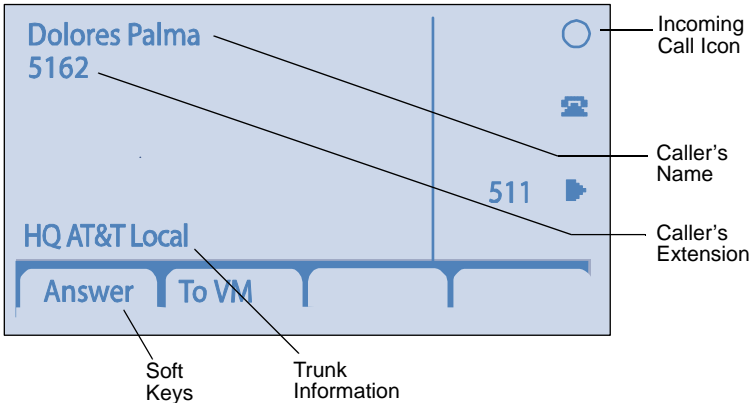 Dolores Palma
5162
511
HQ AT&T Local
Answer
To VM
Incoming
Call Icon
Caller's
Name
Caller's
Extension
Soft
Keys
Trunk
Information